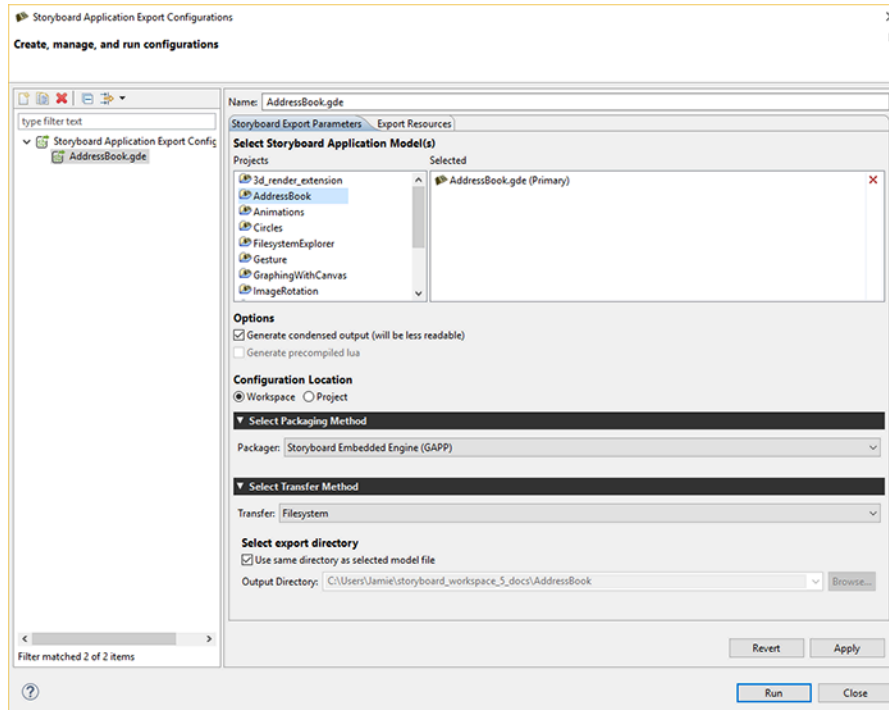 Storyboard Application Export Configurations
Create, manage, and run configurations
type filter text
Storyboard Application Export Config
AddressBook.gde
Filter matched 2 of 2 items
Name: AddressBook.gde
Storyboard Export Parameters Export Resources
Select Storyboard Application Model(s)
Projects Selected
3d_render_extension
AddressBook
Animations
Circles
FilesystemExplorer
Gesture
GraphingWithCanvas
ImageRotation
AddressBook.gde (Primary)
Options
Generate condensed output (will be less readable)
Generate precompiled lua
Configuration Location
Workspace Project
Select Packaging Method
Packager: Storyboard Embedded Engine (GAPP)
Select Transfer Method
Transfer: Filesystem
Select export directory
Use same directory as selected model file
Output Directory: C:\Users\Jamie\storyboard_workspace_5_docs\AddressBook Browse...
Revert Apply
Run Close